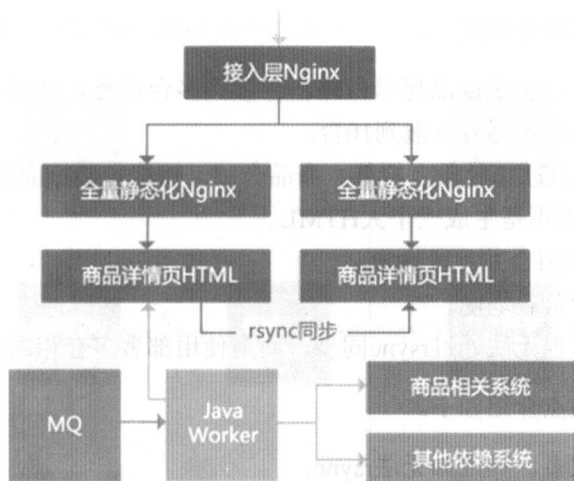 接入层Nginx
全量静态化Nginx
全量静态化Nginx
商品详情页HTML
商品详情页HTML
rsync同步
MQ
Java
Worker
商品相关系统
其他依赖系统